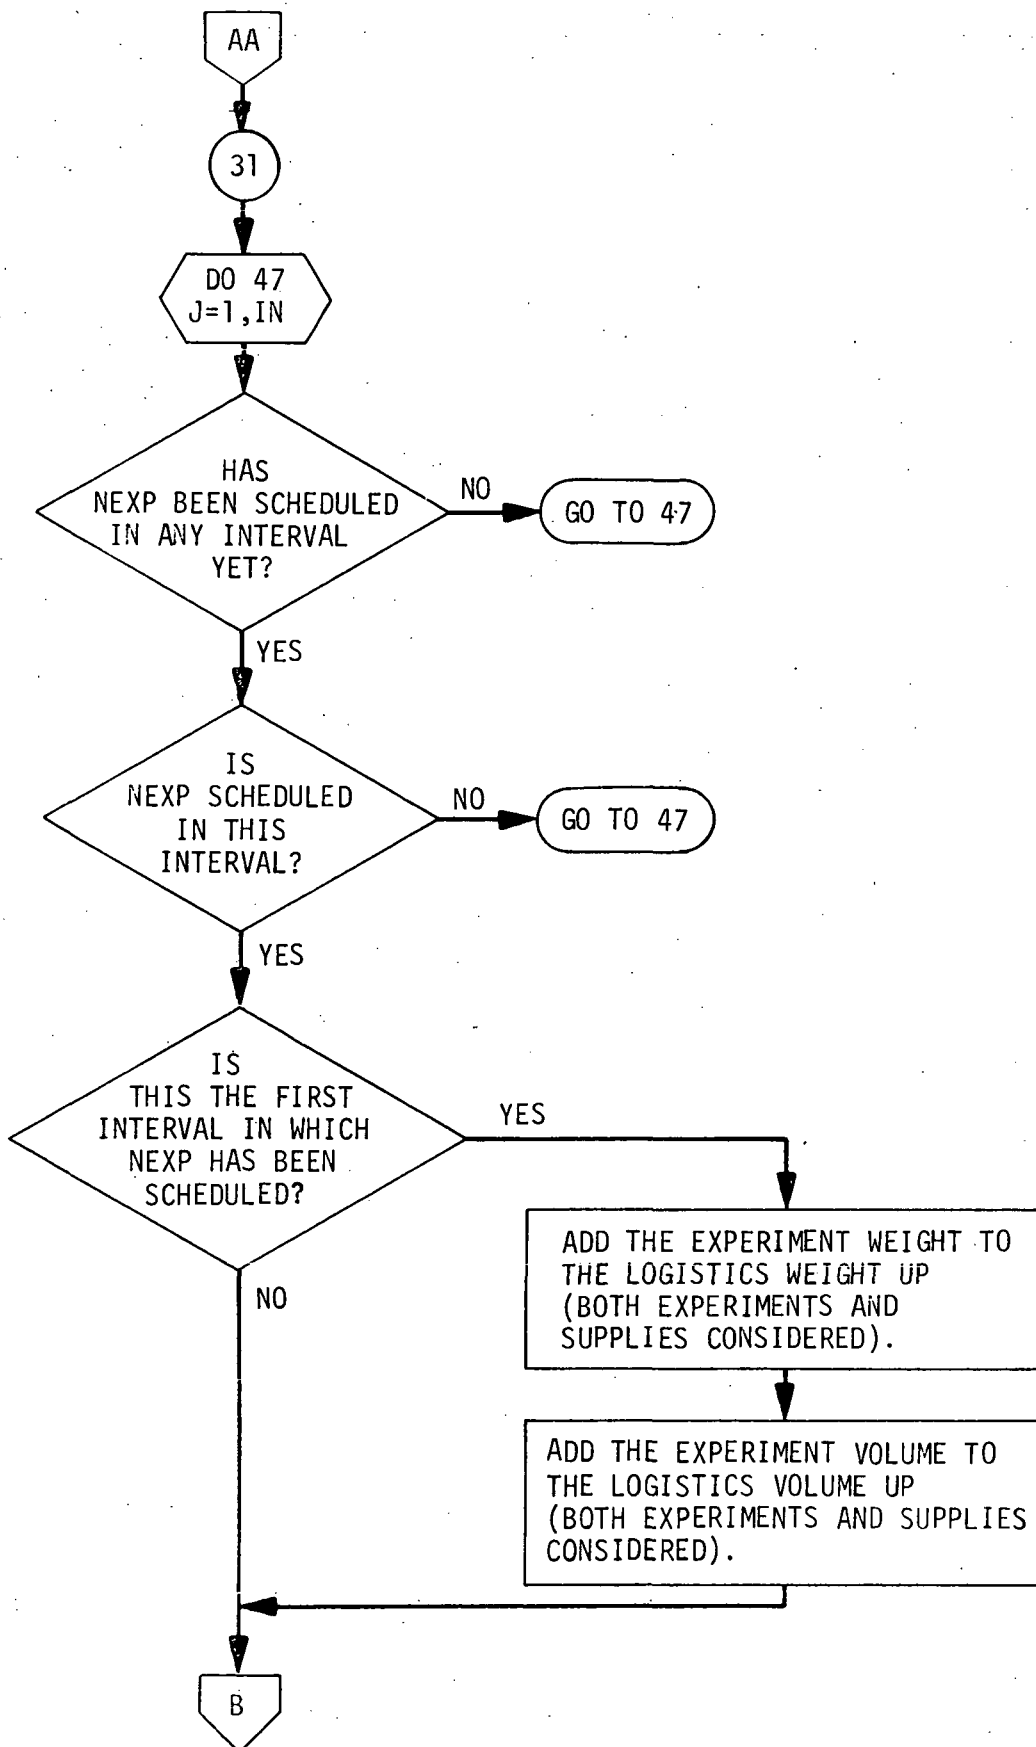 AA
31
DO 47
J=1,IN
HAS
NEXP BEEN SCHEDULED
IN ANY INTERVAL
YET?
NO
GO TO 47
YES
IS
NEXP SCHEDULED
IN THIS
INTERVAL?
NO
GO TO 47
YES
IS
THIS THE FIRST
INTERVAL IN WHICH
NEXP HAS BEEN
SCHEDULED?
YES
ADD THE EXPERIMENT WEIGHT TO
THE LOGISTICS WEIGHT UP
(BOTH EXPERIMENTS AND
SUPPLIES CONSIDERED).
NO
ADD THE EXPERIMENT VOLUME TO
THE LOGISTICS VOLUME UP
(BOTH EXPERIMENTS AND SUPPLIES
CONSIDERED).
B